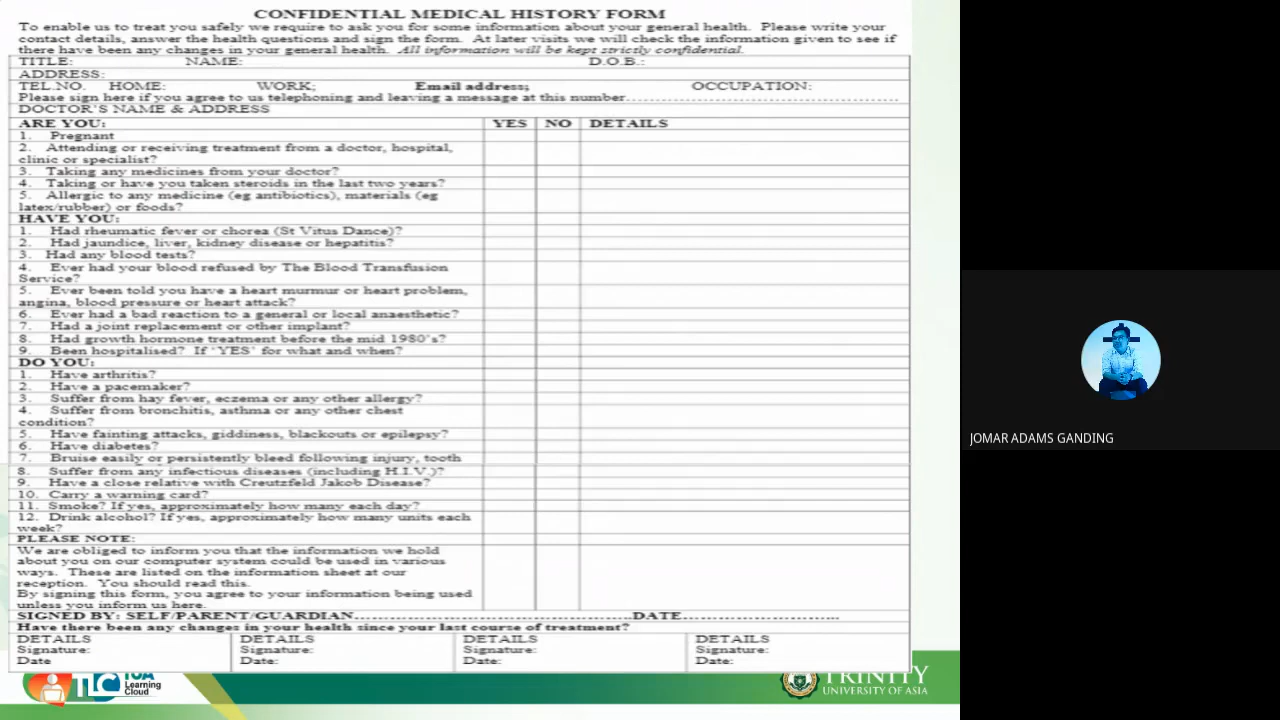 CONFIDENTIAL MEDICAL HISTORY FORM
To enable us to treat you safely we require to ask you for some information about your general health. Please write your
contact details, answer the health questions and sign the form. At later visits we will check the information given to see if
there have been any changes in your general health. All information will be kept strictly confidential.
TITLE: NAME: D.O.B.:
ADDRESS:
TEL.NO. HOME: WORK; Email address; OCCUPATION:
Please sign here if you agree to us telephoning and leaving a message at this number……………………………………………
DOCTOR'S NAME & ADDRESS
ARE YOU: YES NO DETAILS
1. Pregnant
2. Attending or receiving treatment from a doctor, hospital,
clinic or specialist?
3. Taking any medicines from your doctor?
4. Taking or have you taken steroids in the last two years?
5. Allergic to any medicine (eg antibiotics), materials (eg
latex/rubber) or foods?
HAVE YOU:
1. Had rheumatic fever or chorea (St Vitus Dance)?
2. Had jaundice, liver, kidney disease or hepatitis?
3. Had any blood tests?
4. Ever had your blood refused by The Blood Transfusion
Service?
5. Ever been told you have a heart murmur or heart problem,
angina, blood pressure or heart attack?
6. Ever had a bad reaction to a general or local anaesthetic?
7. Had a joint replacement or other implant?
8. Had growth hormone treatment before the mid 1980's?
9. Been hospitalised? If 'YES' for what and when?
DO YOU:
1. Have arthritis?
2. Have a pacemaker?
3. Suffer from hay fever, eczema or any other allergy?
4. Suffer from bronchitis, asthma or any other chest
condition?
5. Have fainting attacks, giddiness, blackouts or epilepsy?
6. Have diabetes?
7. Bruise easily or persistently bleed following injury, tooth
8. Suffer from any infectious diseases (including H.I.V.)?
9. Have a close relative with Creutzfeld Jakob Disease?
10. Carry a warning card?
11. Smoke? If yes, approximately how many each day?
12. Drink alcohol? If yes, approximately how many units each
week?
PLEASE NOTE:
We are obliged to inform you that the information we hold
about you on our computer system could be used in various
ways. These are listed on the information sheet at our
reception. You should read this.
By signing this form, you agree to your information being used
unless you inform us here.
SIGNED BY: SELF/PARENT/GUARDIAN……………………………………………DATE……………………….
Have there been any changes in your health since your last course of treatment?
DETAILS DETAILS DETAILS DETAILS
Signature: Signature: Signature: Signature:
Date Date: Date: Date:
TLC TUA
Learning
Cloud
TRINITY
UNIVERSITY OF ASIA
JOMAR ADAMS GANDING